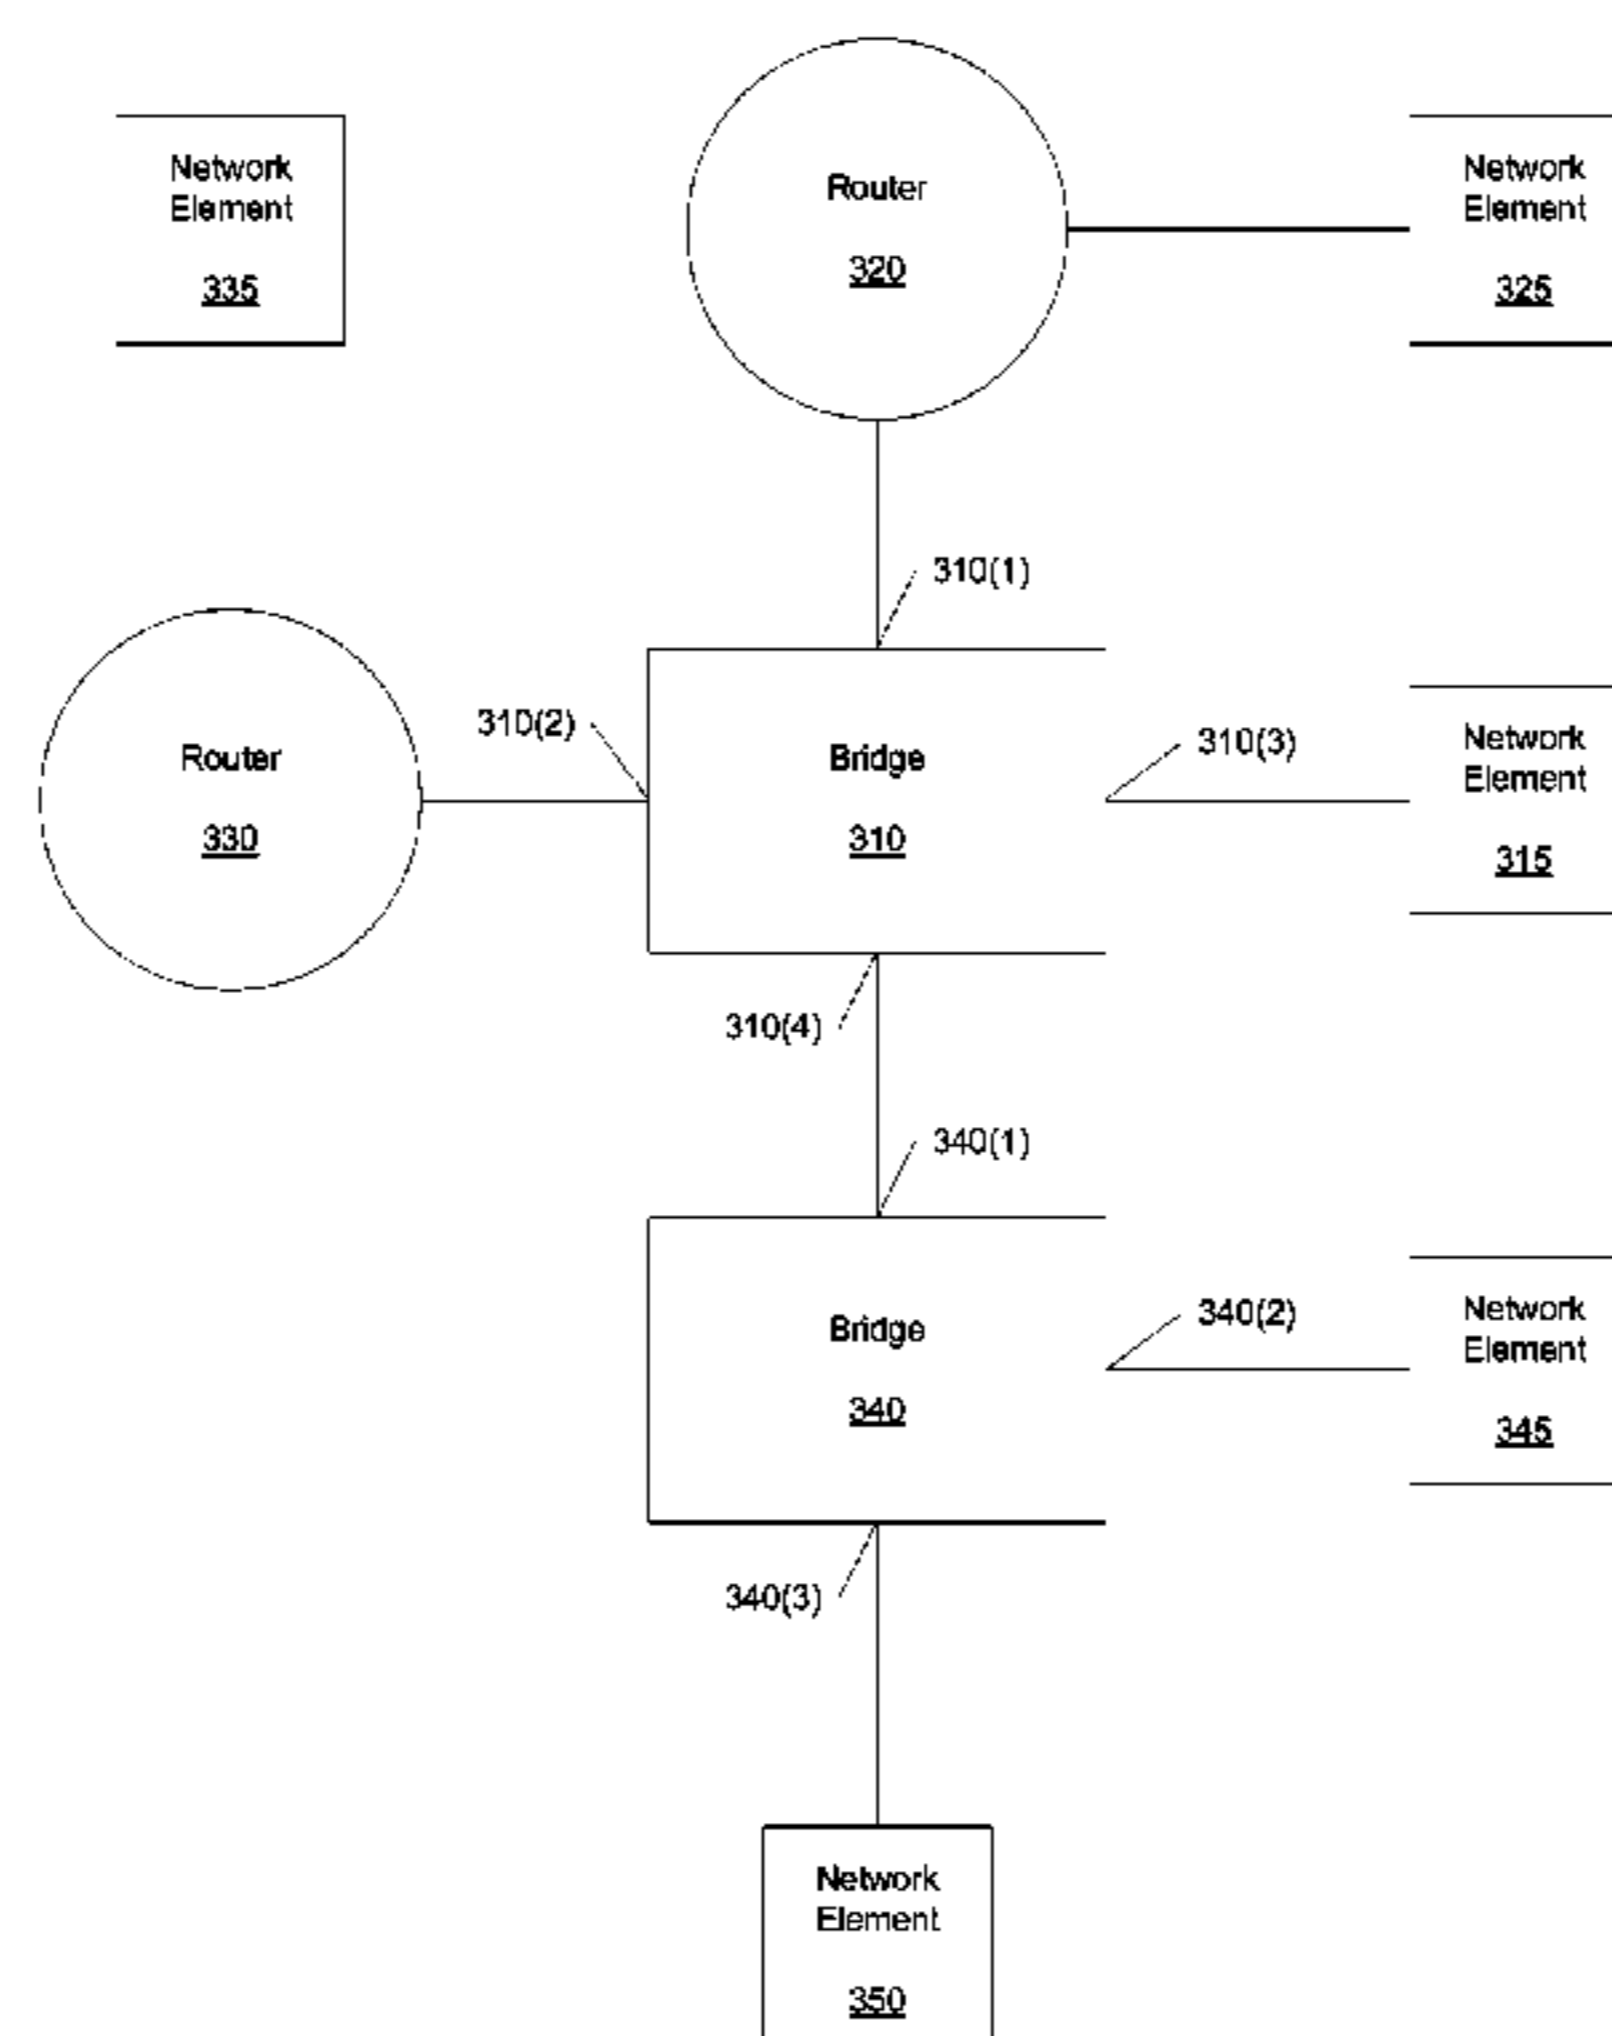 Network
Element
335
Router
320
Network
Element
325
310(1)
Router
330
310(2)
Bridge
310
310(3)
Network
Element
315
310(4)
340(1)
Bridge
340
340(2)
Network
Element
345
340(3)
Network
Element
350